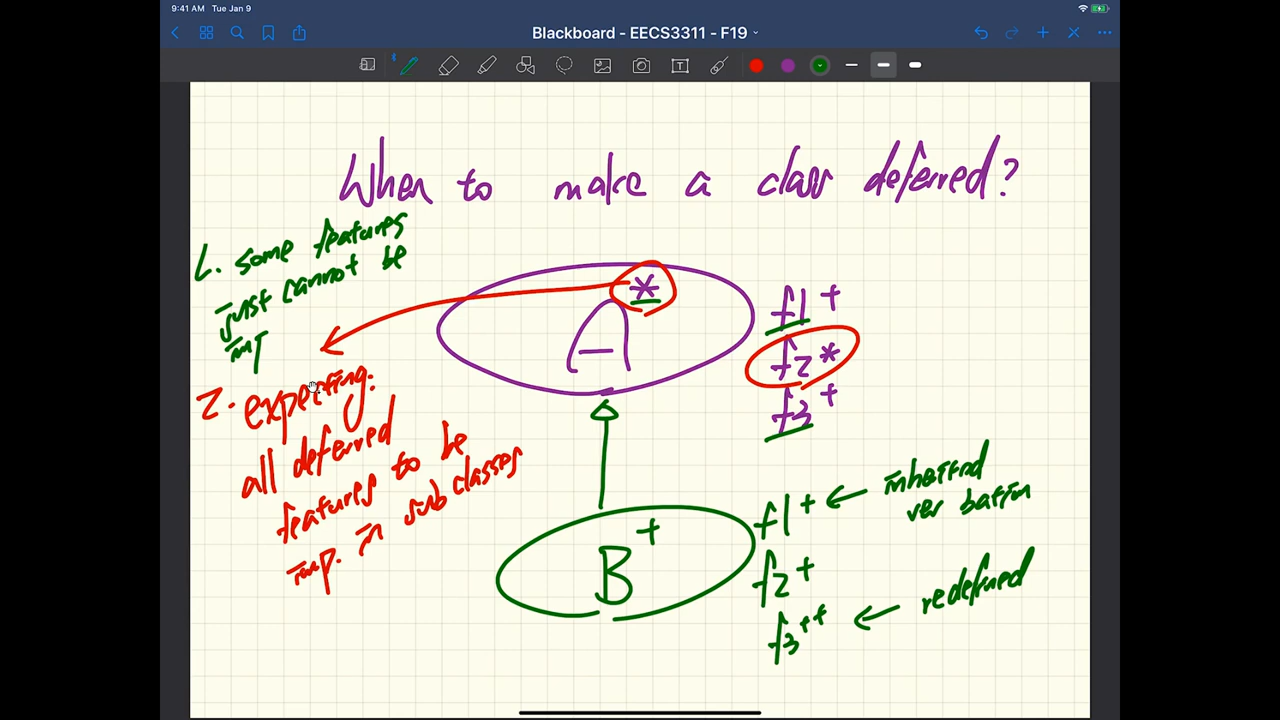 9:41 AM Tue Jan 9
Blackboard - EECS3311 - F19
When to make a class deferred?
1. some features
just cannot be
imp
2. expecting:
all deferred
features to be
imp. in subclasses
*
A
f1 +
f2 *
f3 +
B +
f1 + ← inherited
ver batim
f2 +
f3 ++ ← redefined